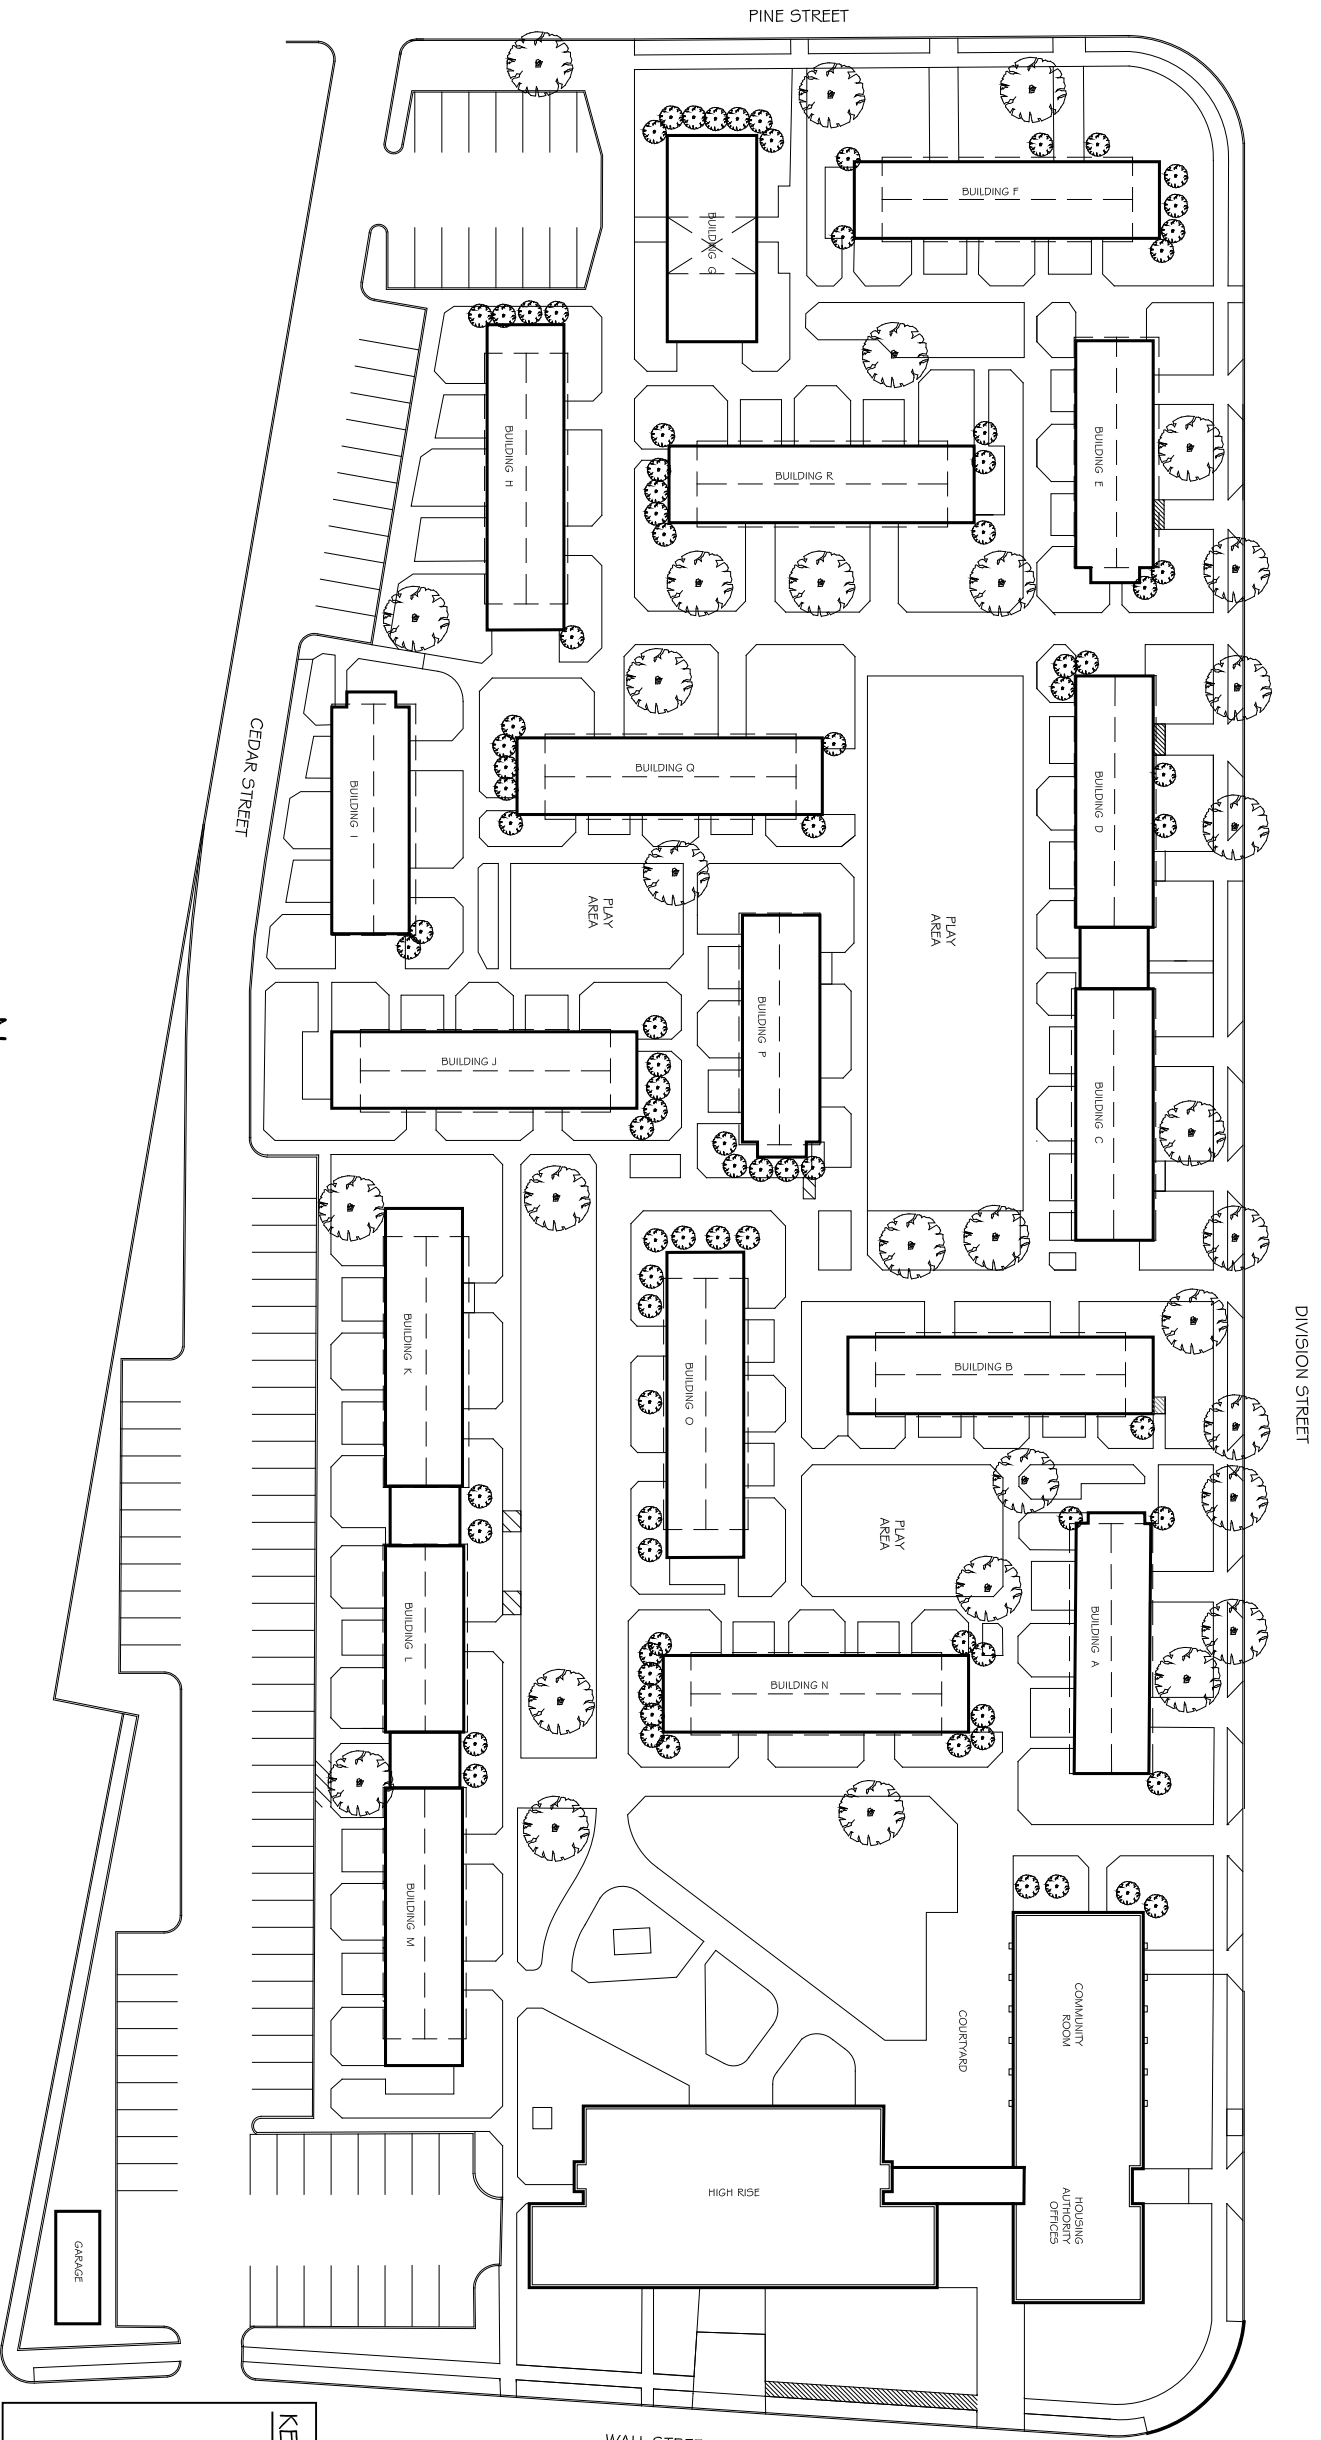 PINE STREET
BUILDING F
BUILDING G
BUILDING E
BUILDING H
BUILDING R
CEDAR STREET
BUILDING I
BUILDING Q
BUILDING D
PLAY
AREA
PLAY
AREA
BUILDING P
BUILDING J
BUILDING C
DIVISION STREET
BUILDING K
BUILDING O
BUILDING B
PLAY
AREA
BUILDING L
BUILDING N
BUILDING A
BUILDING M
COMMUNITY
ROOM
COURTYARD
HIGH RISE
HOUSING
AUTHORITY
OFFICES
GARAGE